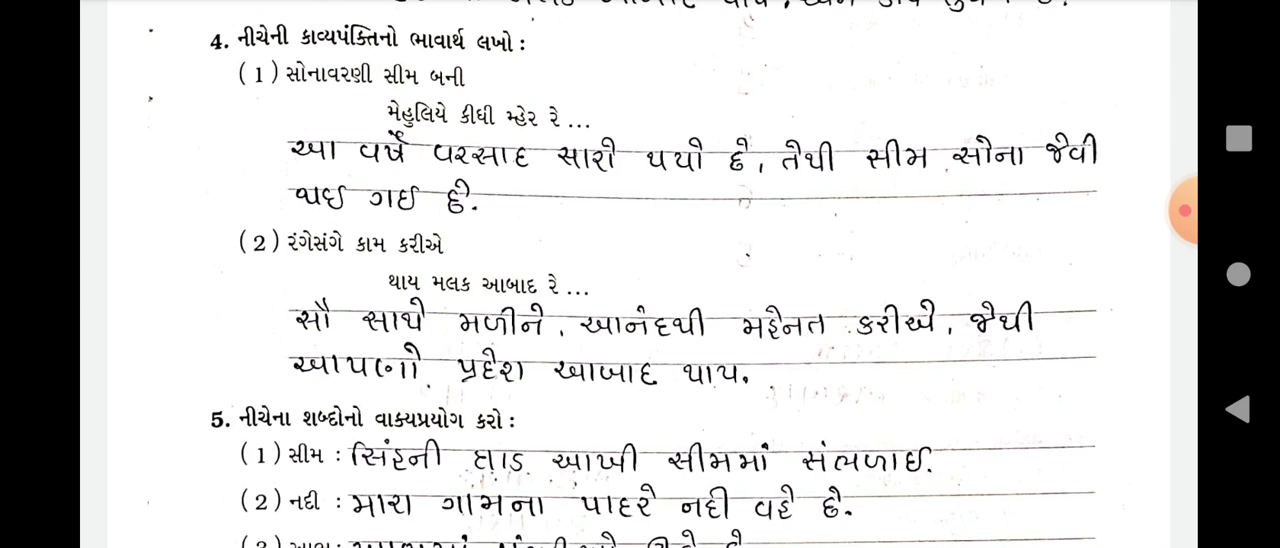 4. નીચેની કાવ્યપંક્તિનો ભાવાર્થ લખો :
(1) સોનાવરણી સીમ બની
મેહુલિયે કીધી મ્હેર રે ...
આ વર્ષે વરસાદ સારો થયો છે, તેથી સીમ સોના જેવી
થઈ ગઈ છે.
(2) રંગેસંગે કામ કરીએ
થાય મલક આબાદ રે ...
સૌ સાથે મળીને, આનંદથી મહેનત કરીએ, જેથી
આપણો પ્રદેશ આબાદ થાય.
5. નીચેના શબ્દોનો વાક્યપ્રયોગ કરો :
(1) સીમ : સિંહની ત્રાડ આખી સીમમાં સંભળાઈ.
(2) નદી : મારા ગામના પાદરે નદી વહે છે.